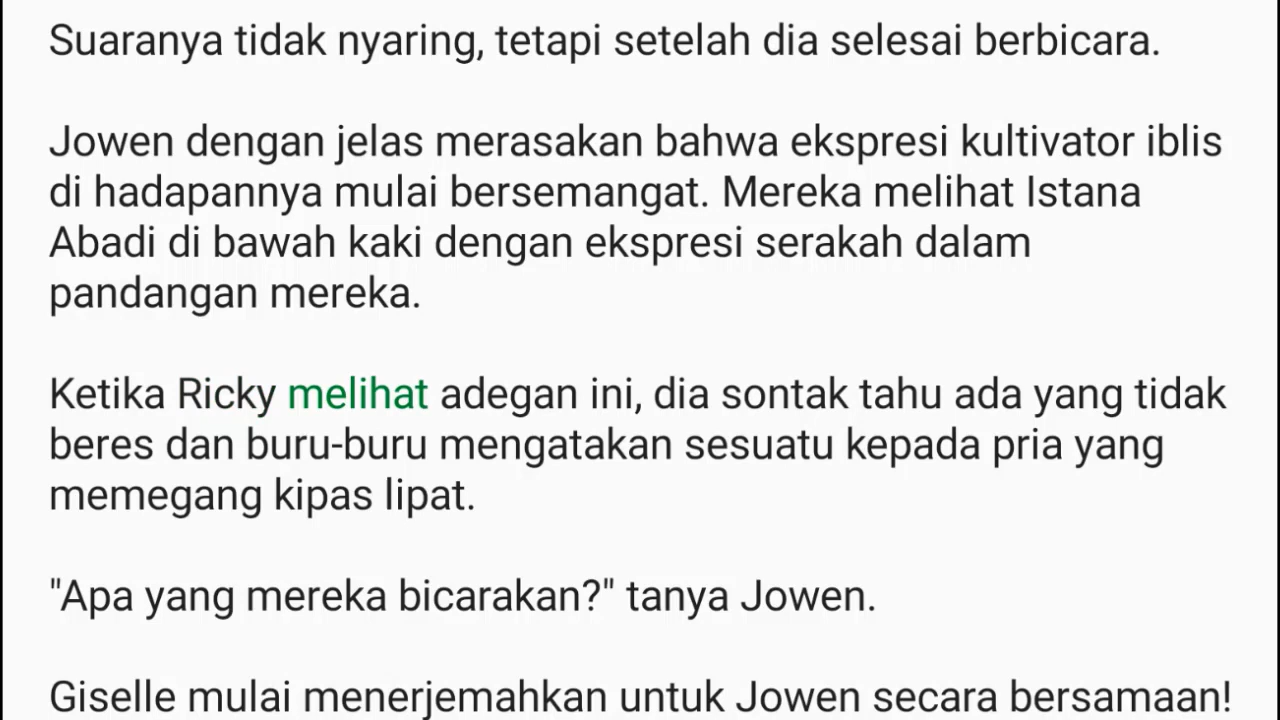 Suaranya tidak nyaring, tetapi setelah dia selesai berbicara.
Jowen dengan jelas merasakan bahwa ekspresi kultivator iblis
di hadapannya mulai bersemangat. Mereka melihat Istana
Abadi di bawah kaki dengan ekspresi serakah dalam
pandangan mereka.
Ketika Ricky melihat adegan ini, dia sontak tahu ada yang tidak
beres dan buru-buru mengatakan sesuatu kepada pria yang
memegang kipas lipat.
"Apa yang mereka bicarakan?" tanya Jowen.
Giselle mulai menerjemahkan untuk Jowen secara bersamaan!